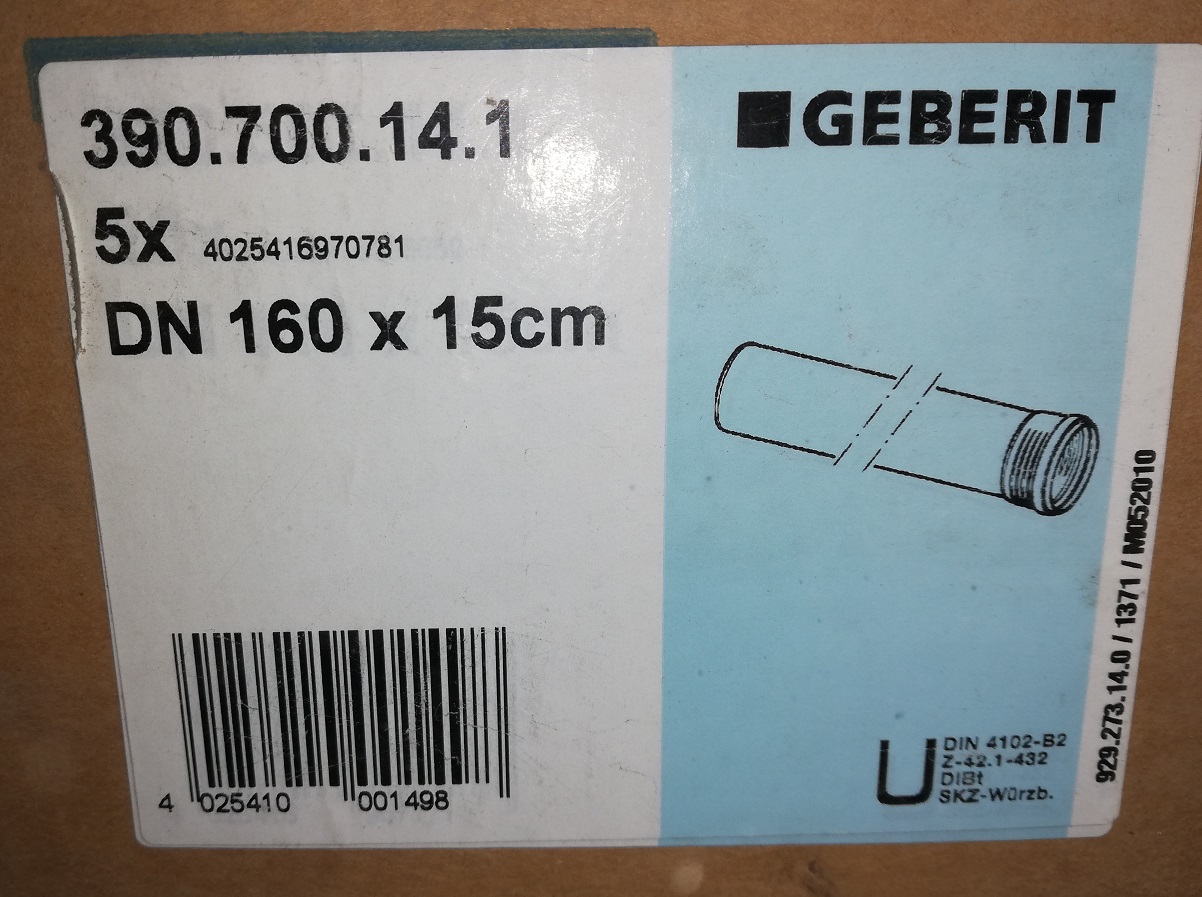 390.700.14.1
5x 4025416970781
DN 160 x 15cm
GEBERIT
929.273.14.0 / 1371 / M052010
4 025410 001498
U DIN 4102-B2
Z-42.1-432
DIBt
SKZ-Würzb.